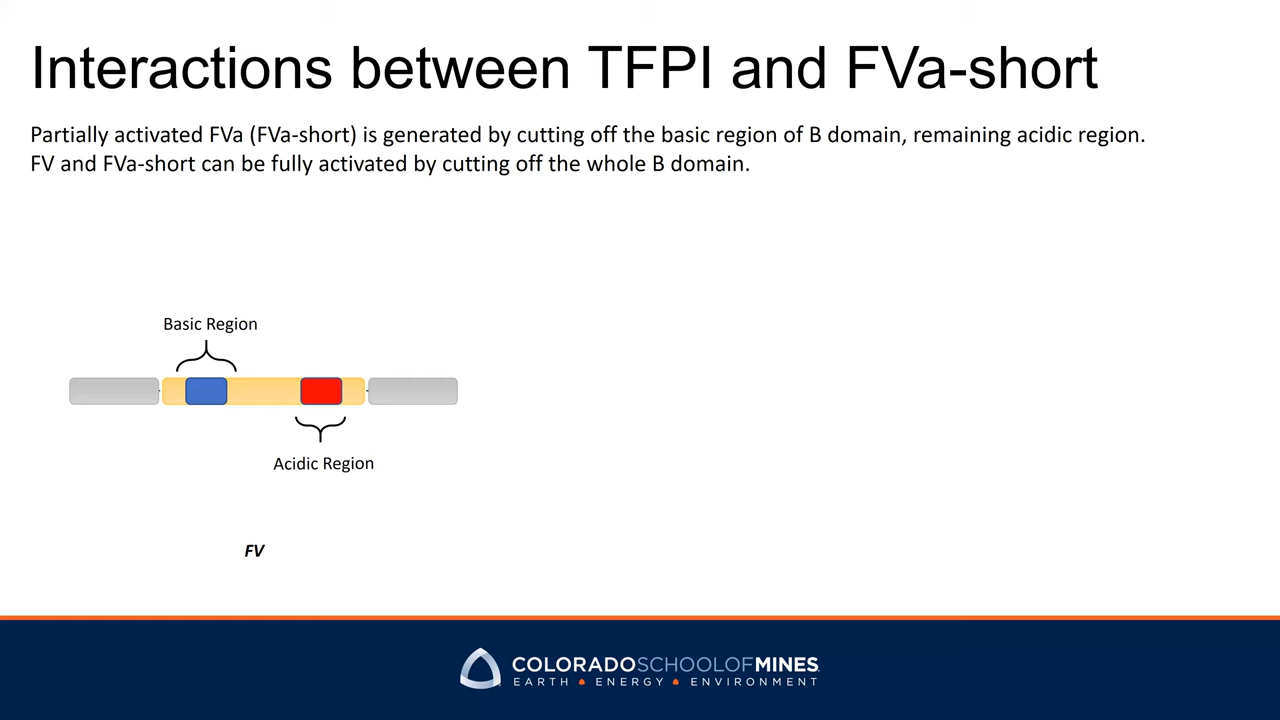 Interactions between TFPI and FVa-short
Partially activated FVa (FVa-short) is generated by cutting off the basic region of B domain, remaining acidic region.
FV and FVa-short can be fully activated by cutting off the whole B domain.
Basic Region
Acidic Region
FV
COLORADOSCHOOLOFMINES
EARTH • ENERGY • ENVIRONMENT